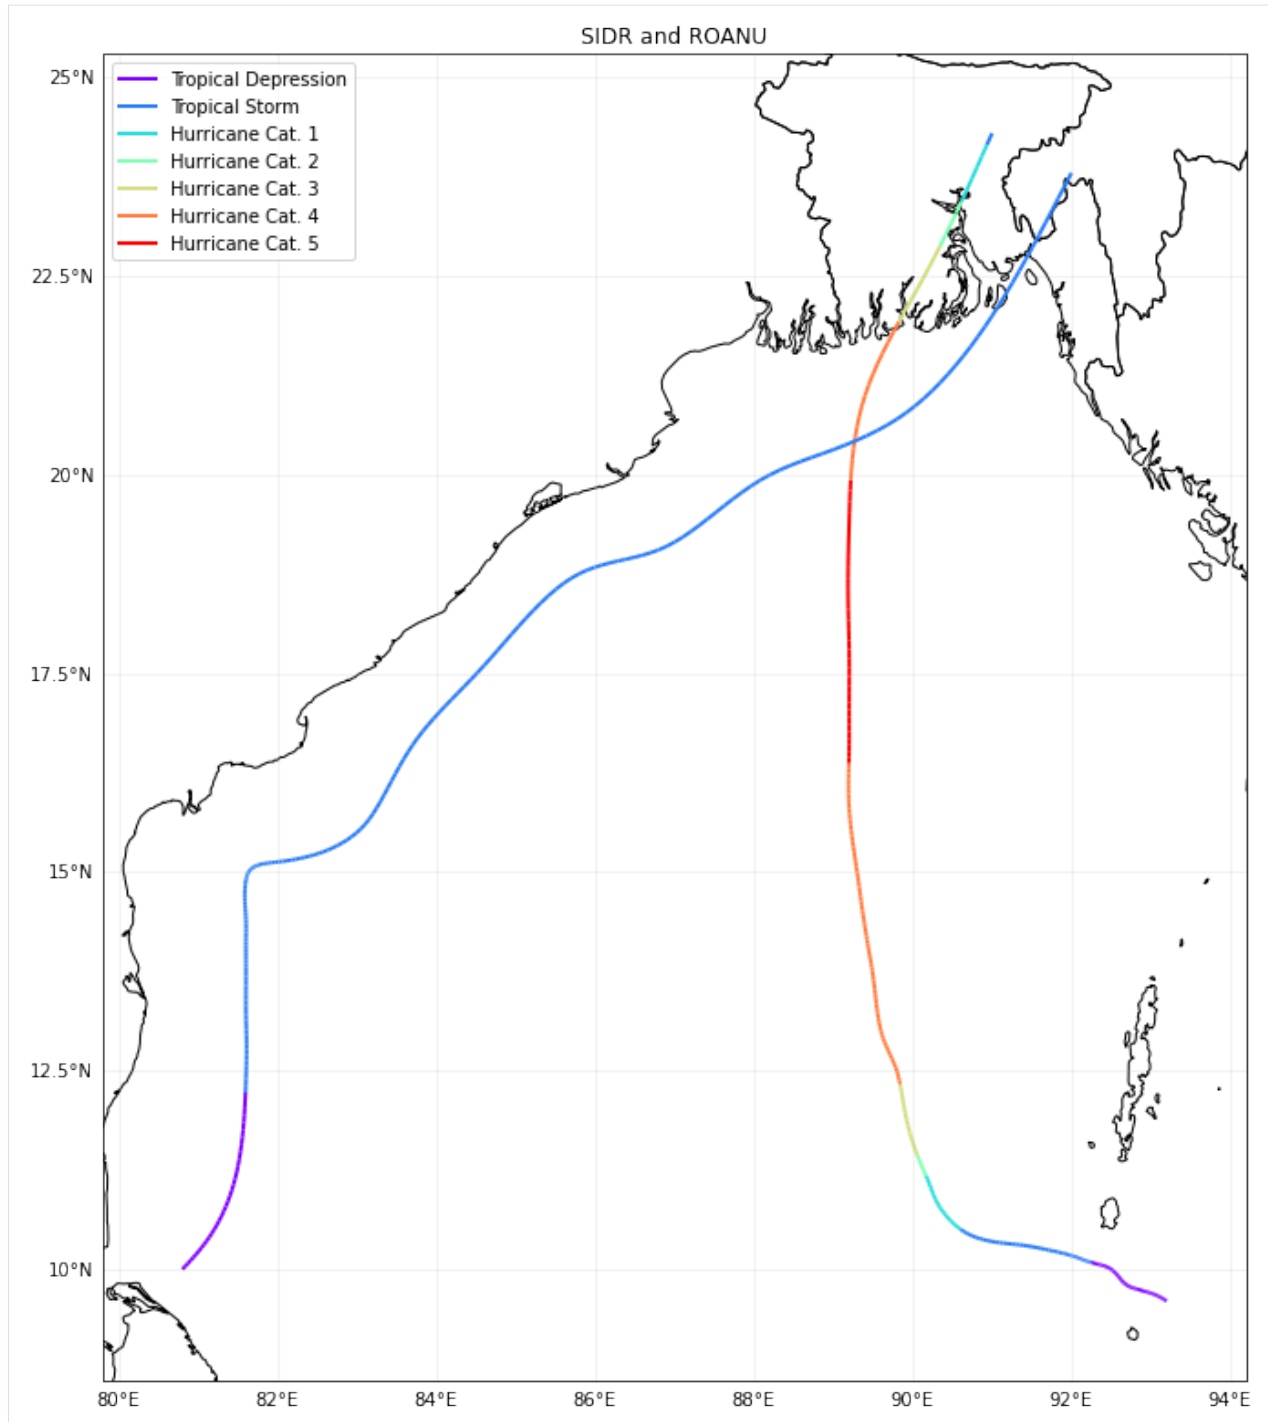 SIDR and ROANU
Tropical Depression
Tropical Storm
Hurricane Cat. 1
Hurricane Cat. 2
Hurricane Cat. 3
Hurricane Cat. 4
Hurricane Cat. 5
25°N
22.5°N
20°N
17.5°N
15°N
12.5°N
10°N
80°E 82°E 84°E 86°E 88°E 90°E 92°E 94°E